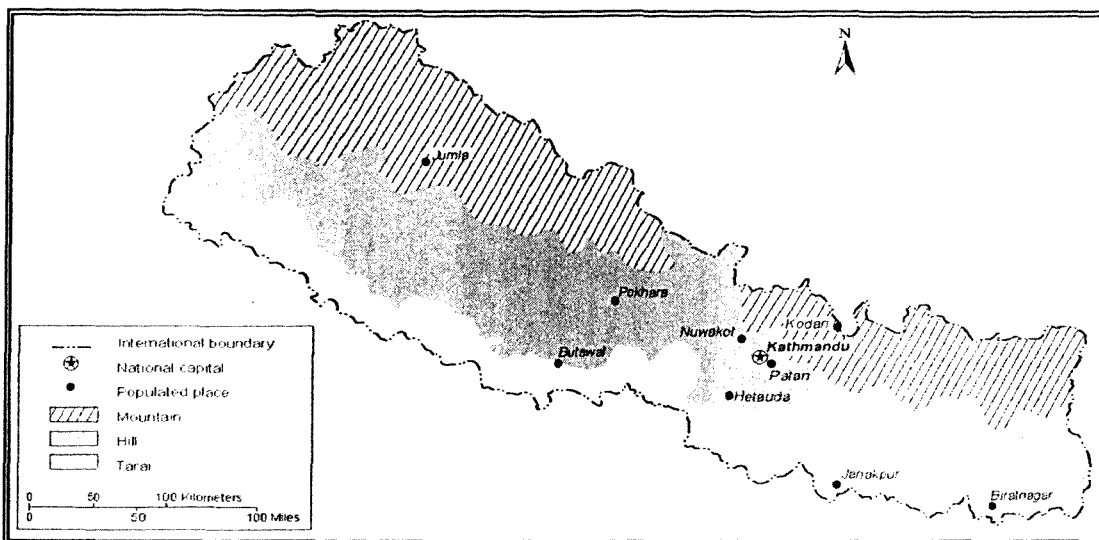 N
Jumla
Pokhara
Nuwakot
Kodari
Kathmandu
Butawal
Patan
Hetauda
Janakpur
Biratnagar
International boundary
National capital
Populated place
Mountain
Hill
Tarai
0 50 100 Kilometers
0 50 100 Miles